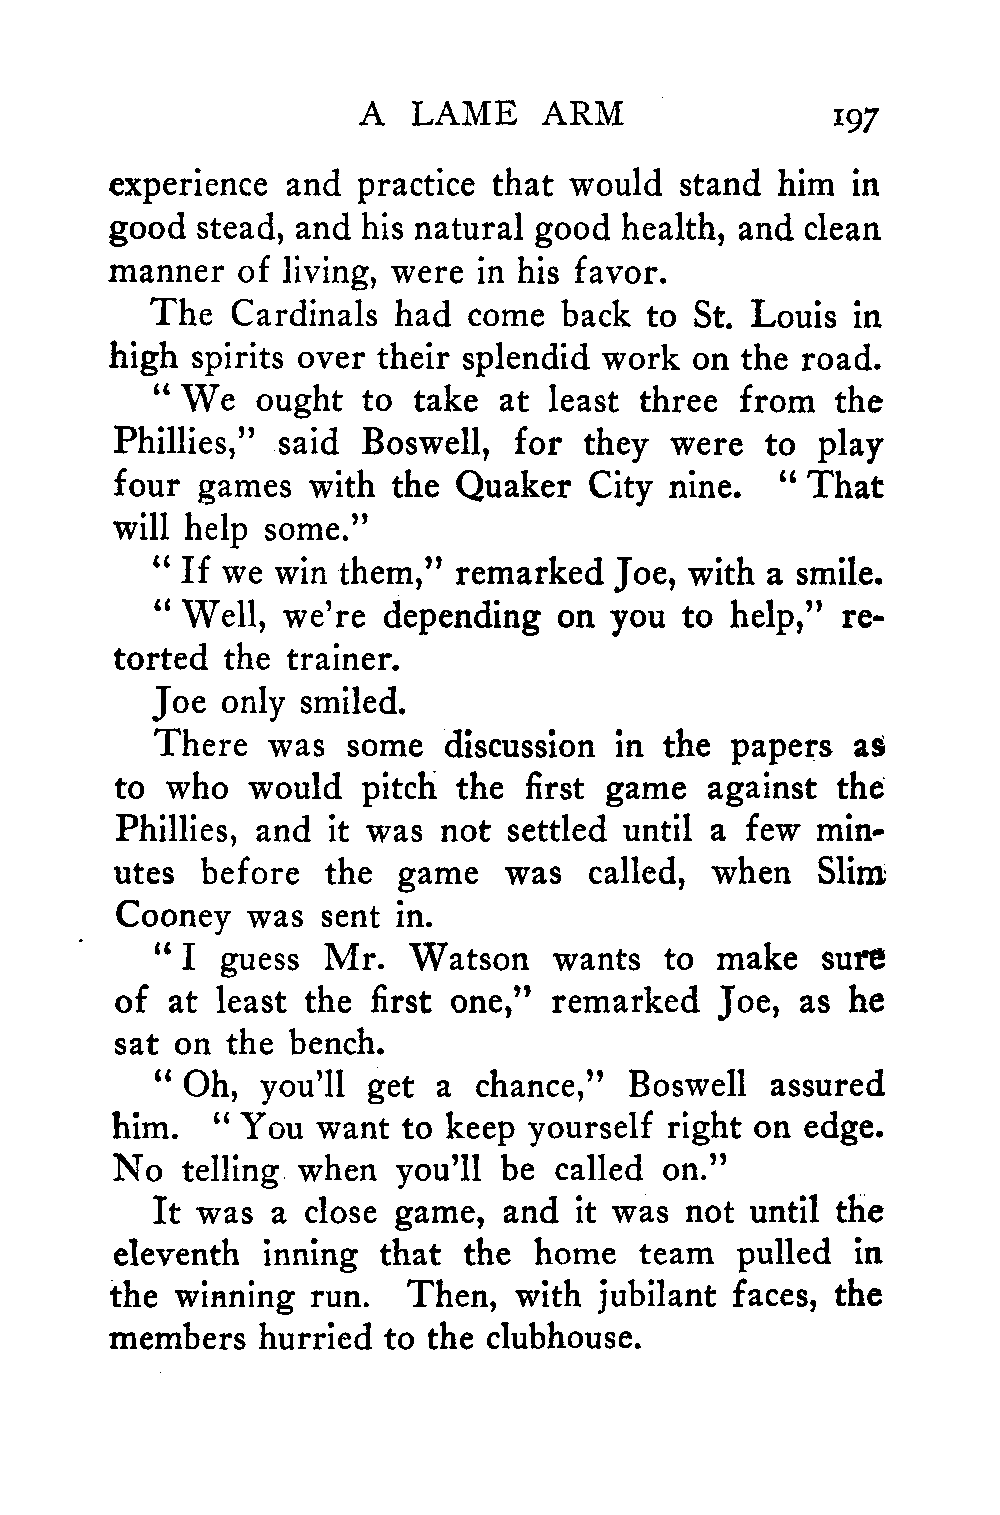 A LAME ARM 197
experience and practice that would stand him in
good stead, and his natural good health, and clean
manner of living, were in his favor.
The Cardinals had come back to St. Louis in
high spirits over their splendid work on the road.
“ We ought to take at least three from the
Phillies,” said Boswell, for they were to play
four games with the Quaker City nine. “ That
will help some.”
“ If we win them,” remarked Joe, with a smile.
“ Well, we’re depending on you to help,” re-
torted the trainer.
Joe only smiled.
There was some discussion in the papers as
to who would pitch the first game against the
Phillies, and it was not settled until a few min-
utes before the game was called, when Slim
Cooney was sent in.
“ I guess Mr. Watson wants to make sure
of at least the first one,” remarked Joe, as he
sat on the bench.
“ Oh, you’ll get a chance,” Boswell assured
him. “ You want to keep yourself right on edge.
No telling when you’ll be called on.”
It was a close game, and it was not until the
eleventh inning that the home team pulled in
the winning run. Then, with jubilant faces, the
members hurried to the clubhouse.